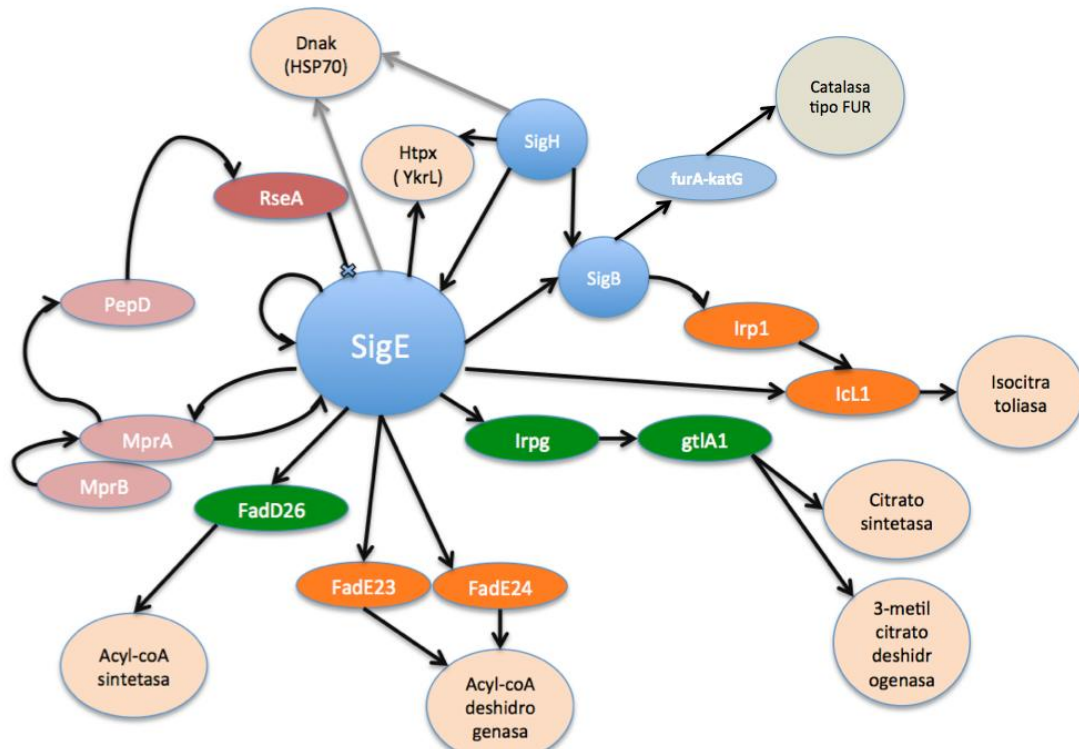 Dnak
(HSP70)
SigH
Catalasa
tipo FUR
Htpx
( YkrL)
furA-katG
RseA
SigB
PepD
SigE
Irp1
IcL1
Isocitra
toliasa
MprA
MprB
Irpg
gtlA1
FadD26
Citrato
sintetasa
FadE23
FadE24
3-metil
citrato
deshidr
ogenasa
Acyl-coA
sintetasa
Acyl-coA
deshidro
genasa